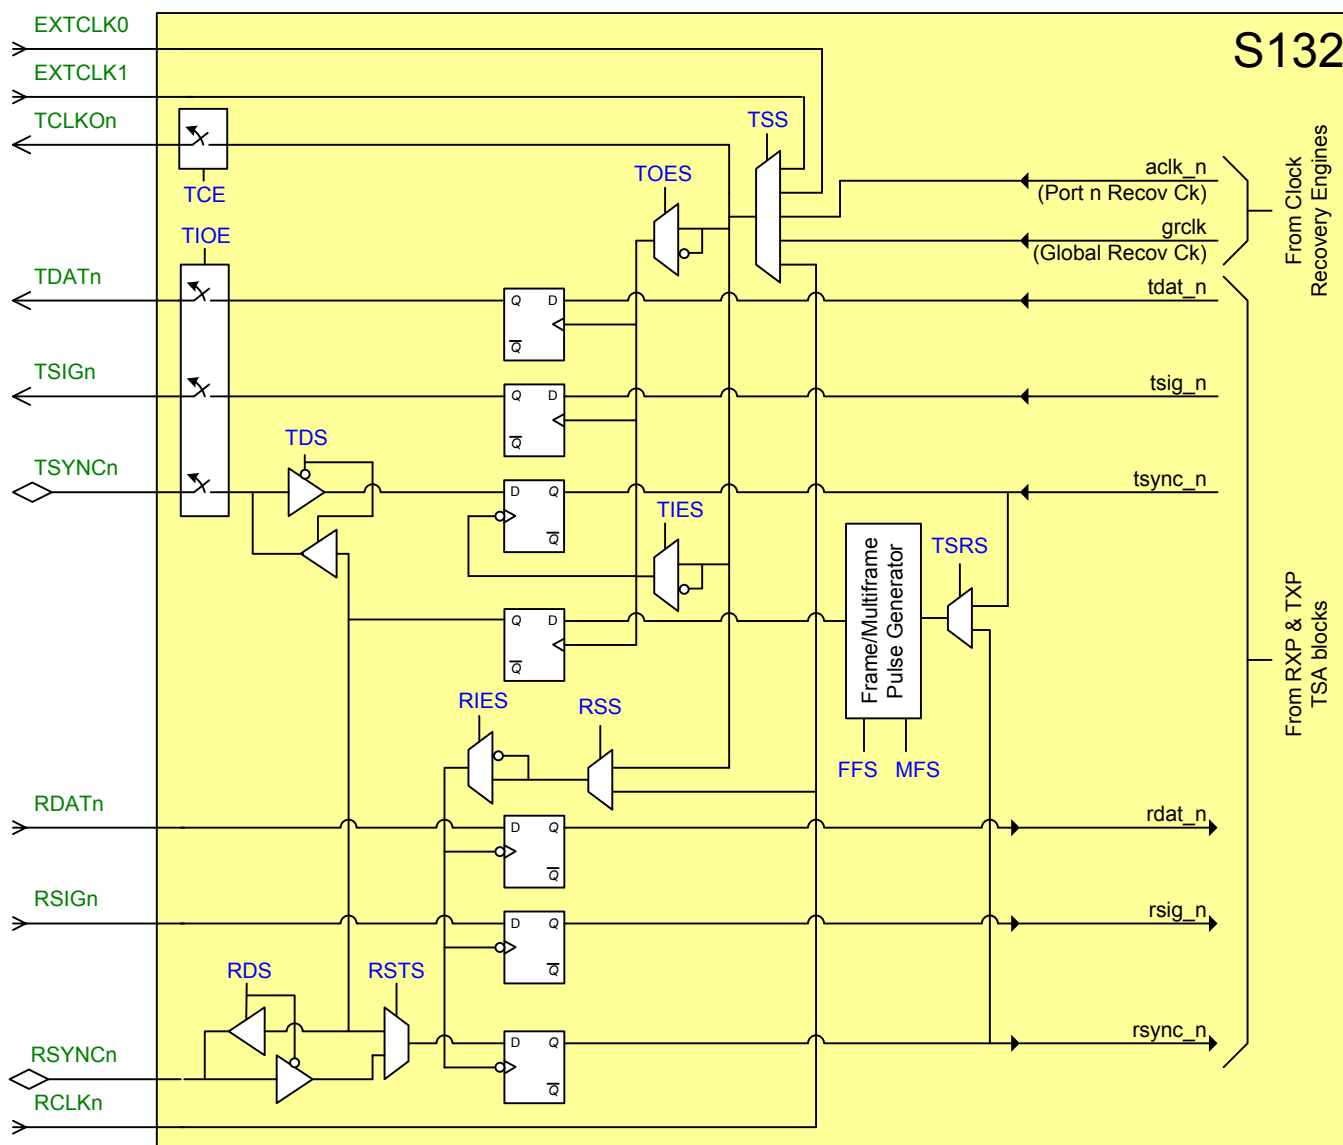 EXTCLK0
S132
EXTCLK1
TCLKOn
TSS
TCE
TOES
aclk_n
(Port n Recov Ck)
grclk
(Global Recov Ck)
From Clock
Recovery Engines
TIOE
TDATn
Q D
Q
tdat_n
TSIGn
Q D
Q
tsig_n
TDS
TSYNCn
D Q
Q
tsync_n
TIES
TSRS
Frame/Multiframe
Pulse Generator
Q D
Q
From RXP & TXP
TSA blocks
RIES
RSS
FFS
MFS
RDATn
D Q
Q
rdat_n
RSIGn
D Q
Q
rsig_n
RDS
RSTS
RSYNCn
D Q
Q
rsync_n
RCLKn